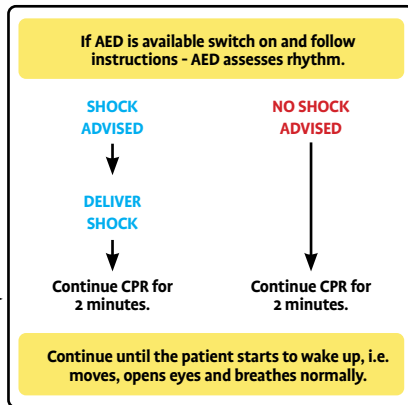 If AED is available switch on and follow
instructions - AED assesses rhythm.
SHOCK
ADVISED
DELIVER
SHOCK
Continue CPR for
2 minutes.
NO SHOCK
ADVISED
Continue CPR for
2 minutes.
Continue until the patient starts to wake up, i.e.
moves, opens eyes and breathes normally.